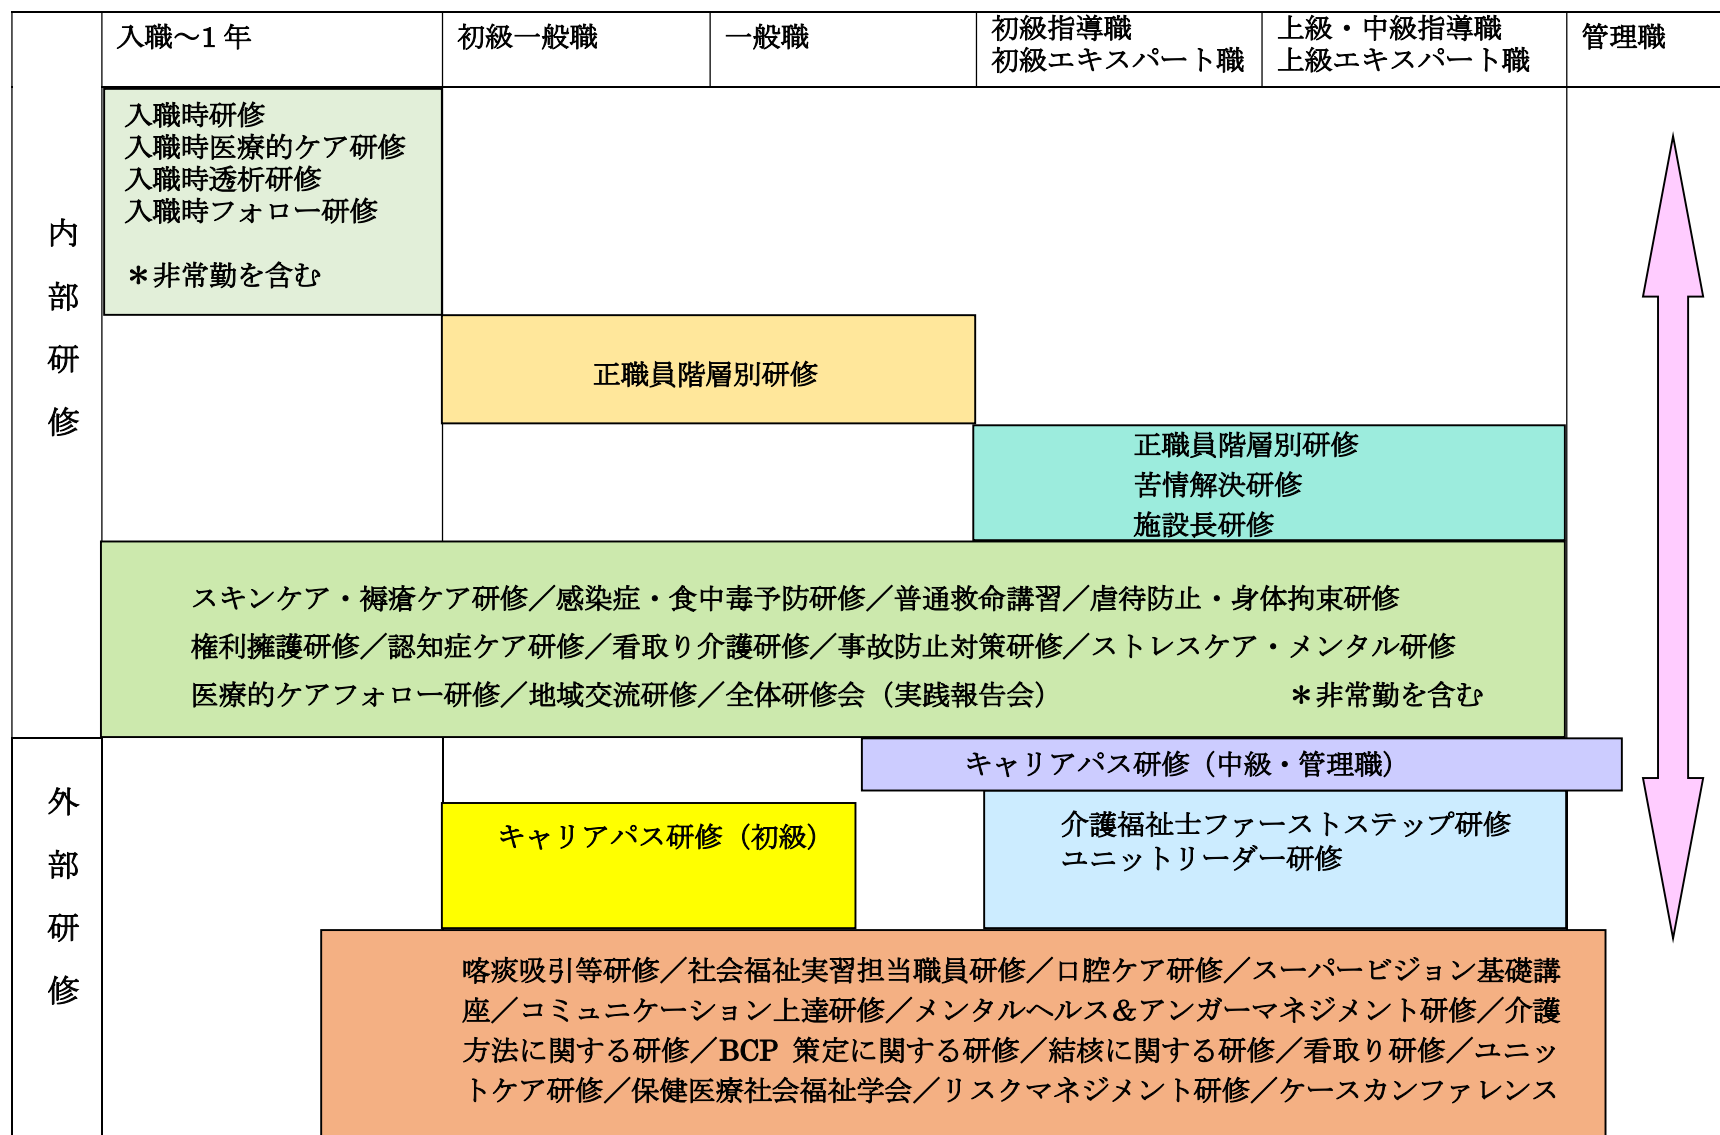 入職～1年
初級一般職
一般職
初級指導職
初級エキスパート職
上級・中級指導職
上級エキスパート職
管理職
内部研修
入職時研修
入職時医療的ケア研修
入職時透析研修
入職時フォロー研修
＊非常勤を含む
正職員階層別研修
正職員階層別研修
苦情解決研修
施設長研修
スキンケア・褥瘡ケア研修／感染症・食中毒予防研修／普通救命講習／虐待防止・身体拘束研修
権利擁護研修／認知症ケア研修／看取り介護研修／事故防止対策研修／ストレスケア・メンタル研修
医療的ケアフォロー研修／地域交流研修／全体研修会（実践報告会） ＊非常勤を含む
外部研修
キャリアパス研修（中級・管理職）
キャリアパス研修（初級）
介護福祉士ファーストステップ研修
ユニットリーダー研修
喀痰吸引等研修／社会福祉実習担当職員研修／口腔ケア研修／スーパービジョン基礎講
座／コミュニケーション上達研修／メンタルヘルス＆アンガーマネジメント研修／介護
方法に関する研修／BCP 策定に関する研修／結核に関する研修／看取り研修／ユニッ
トケア研修／保健医療社会福祉学会／リスクマネジメント研修／ケースカンファレンス